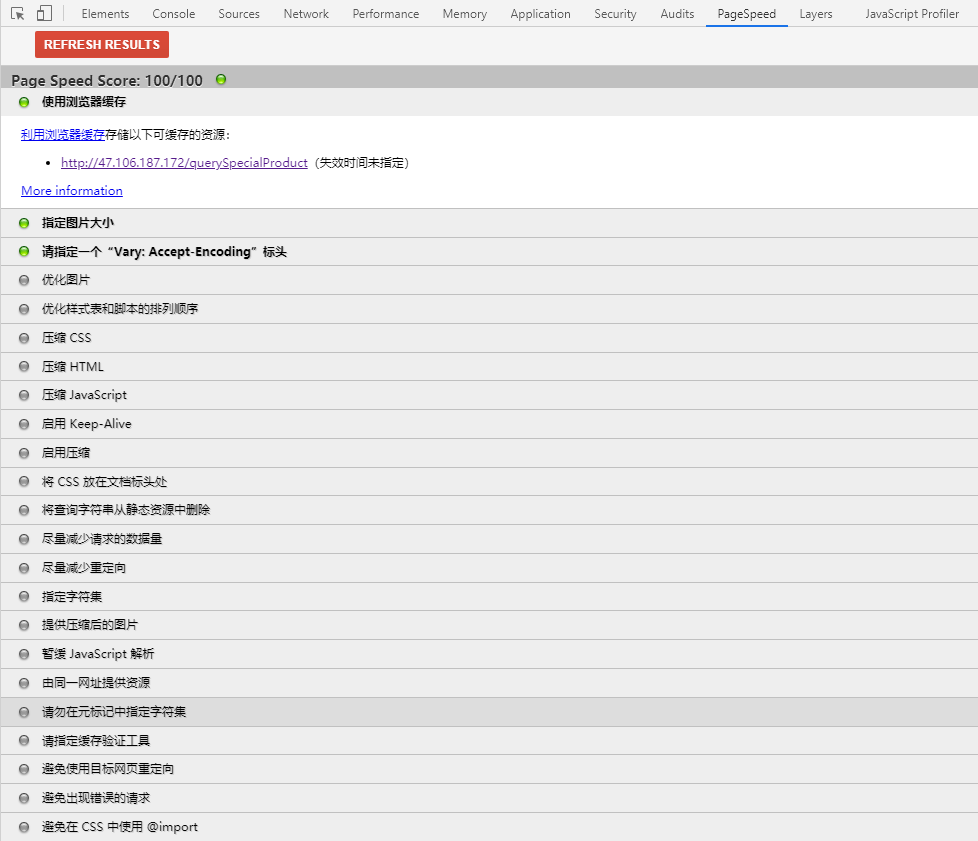 Elements Console Sources Network Performance Memory Application Security Audits PageSpeed Layers JavaScript Profiler
REFRESH RESULTS
Page Speed Score: 100/100
使用浏览器缓存
利用浏览器缓存存储以下可缓存的资源:
• http://47.106.187.172/querySpecialProduct (失效时间未指定)
More information
指定图片大小
请指定一个“Vary: Accept-Encoding”标头
优化图片
优化样式表和脚本的排列顺序
压缩 CSS
压缩 HTML
压缩 JavaScript
启用 Keep-Alive
启用压缩
将 CSS 放在文档标头处
将查询字符串从静态资源中删除
尽量减少请求的数据量
尽量减少重定向
指定字符集
提供压缩后的图片
暂缓 JavaScript 解析
由同一网址提供资源
请勿在元标记中指定字符集
请指定缓存验证工具
避免使用目标网页重定向
避免出现错误的请求
避免在 CSS 中使用 @import